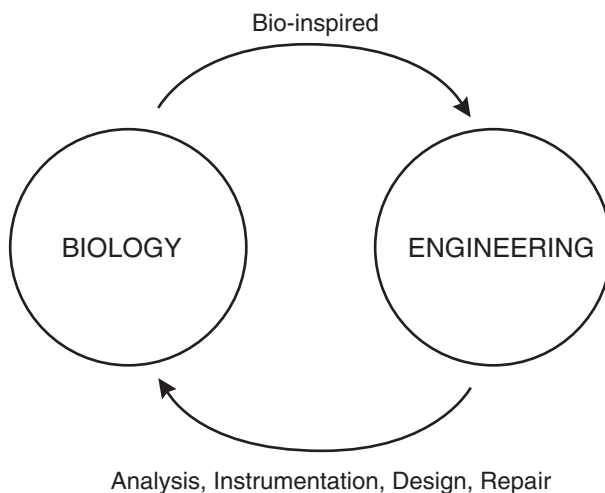 Bio-inspired
BIOLOGY
ENGINEERING
Analysis, Instrumentation, Design, Repair